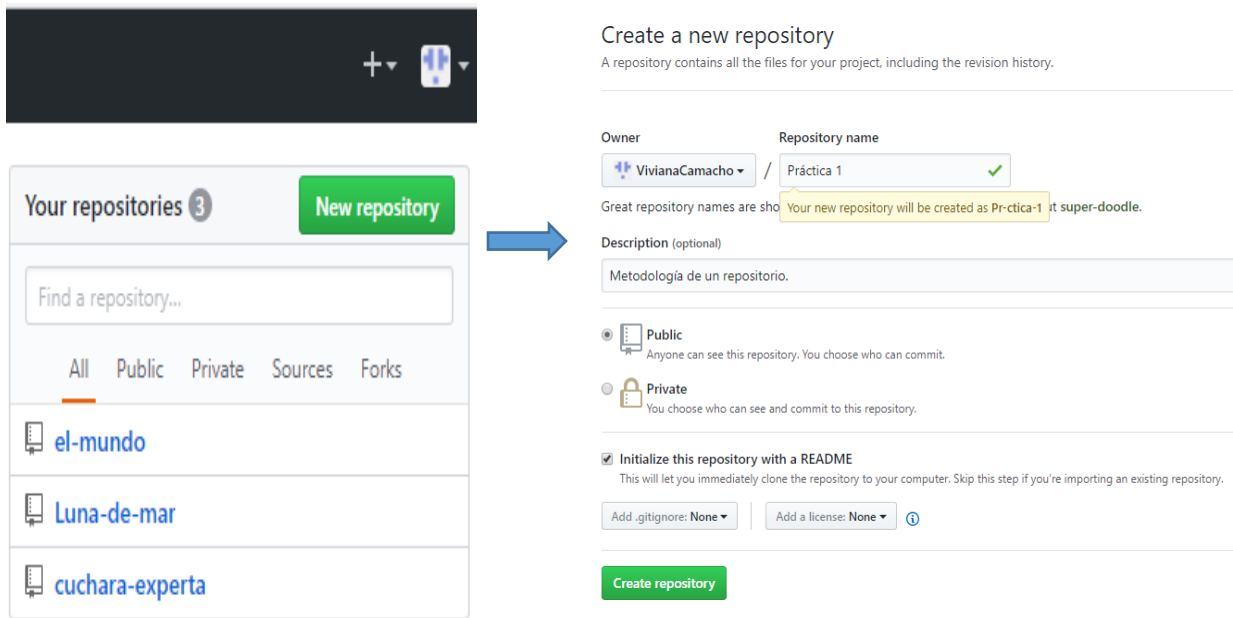 Your repositories 3
New repository
Find a repository...
All Public Private Sources Forks
el-mundo
Luna-de-mar
cuchara-experta
Create a new repository
A repository contains all the files for your project, including the revision history.
Owner Repository name
VivianaCamacho / Práctica 1
Great repository names are sho
Your new repository will be created as Pr-ctica-1
t super-doodle.
Description (optional)
Metodología de un repositorio.
Public
Anyone can see this repository. You choose who can commit.
Private
You choose who can see and commit to this repository.
Initialize this repository with a README
This will let you immediately clone the repository to your computer. Skip this step if you're importing an existing repository.
Add .gitignore: None Add a license: None
Create repository